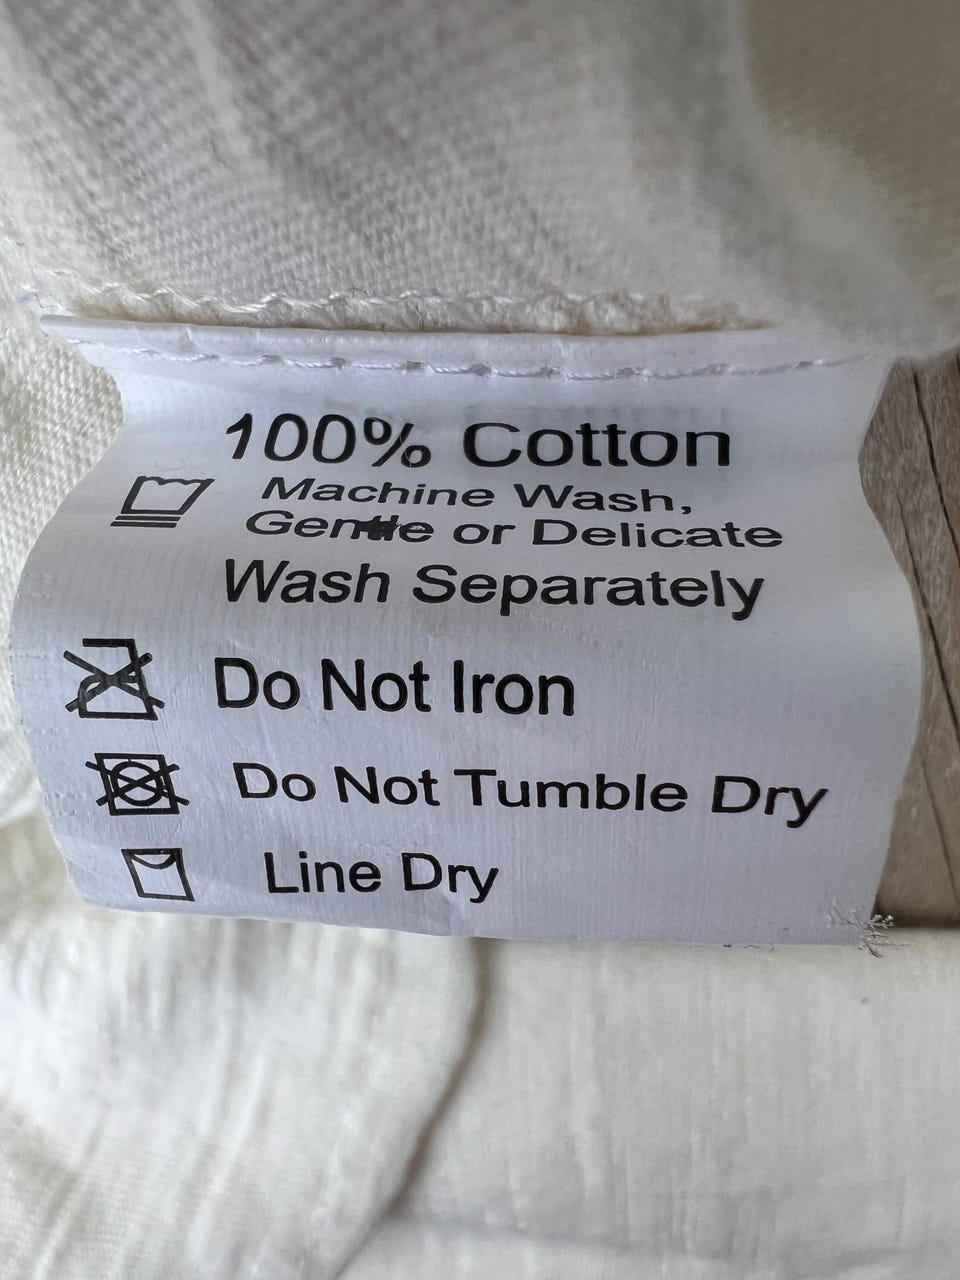 100% Cotton
Machine Wash,
Gentle or Delicate
Wash Separately
Do Not Iron
Do Not Tumble Dry
Line Dry